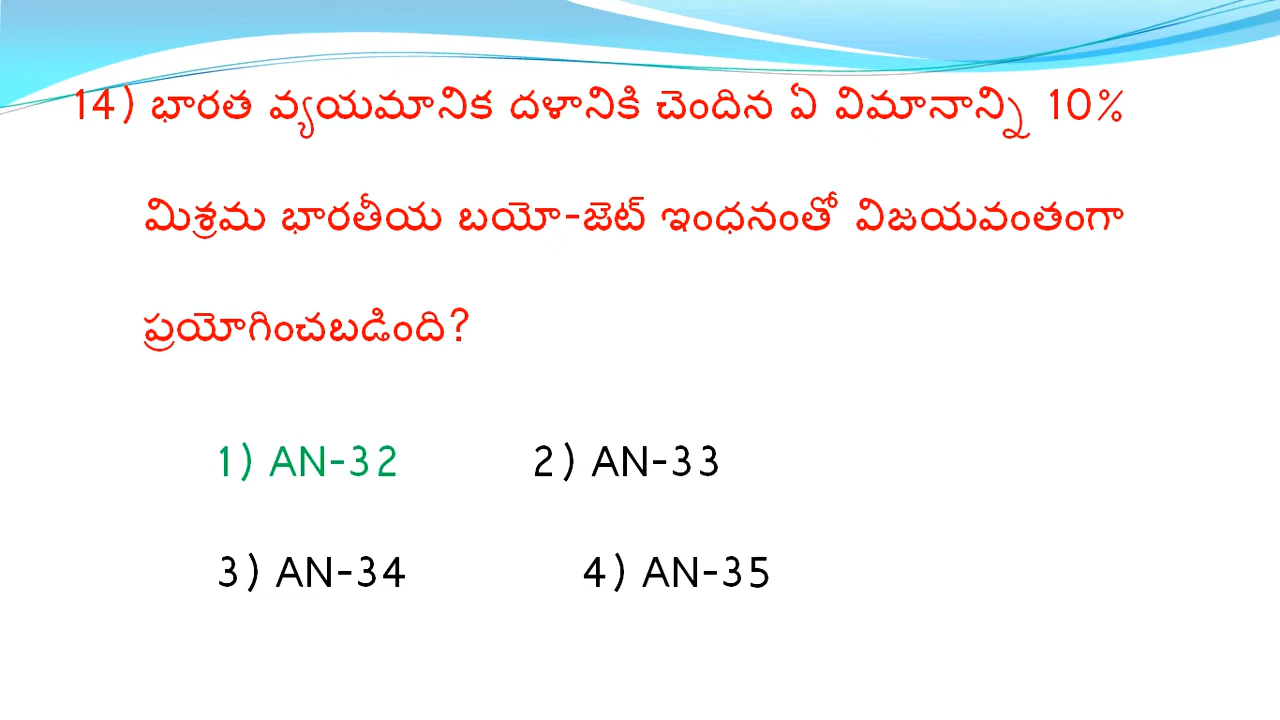 14) భారత వ్యయమానిక దళానికి చెందిన ఏ విమానాన్ని 10%
మిశ్రమ భారతీయ బయో-జెట్ ఇంధనంతో విజయవంతంగా
ప్రయోగించబడింది?
1) AN-32 2) AN-33
3) AN-34 4) AN-35